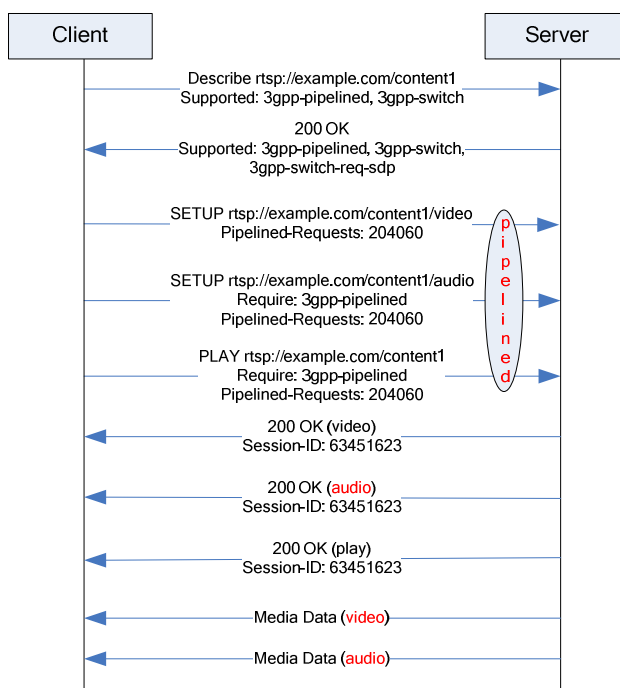 Client
Server
Describe rtsp://example.com/content1
Supported: 3gpp-pipelined, 3gpp-switch
200 OK
Supported: 3gpp-pipelined, 3gpp-switch,
3gpp-switch-req-sdp
SETUP rtsp://example.com/content1/video
Pipelined-Requests: 204060
SETUP rtsp://example.com/content1/audio
Require: 3gpp-pipelined
Pipelined-Requests: 204060
PLAY rtsp://example.com/content1
Require: 3gpp-pipelined
Pipelined-Requests: 204060
pipelined
200 OK (video)
Session-ID: 63451623
200 OK (audio)
Session-ID: 63451623
200 OK (play)
Session-ID: 63451623
Media Data (video)
Media Data (audio)